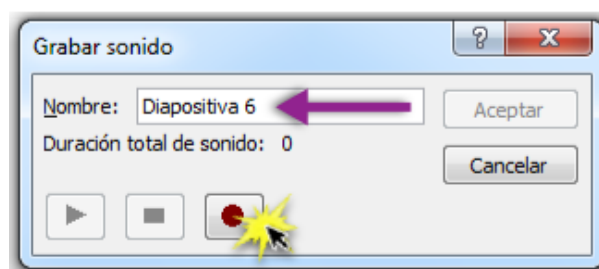 Grabar sonido
Nombre: Diapositiva 6
Aceptar
Duración total de sonido: 0
Cancelar